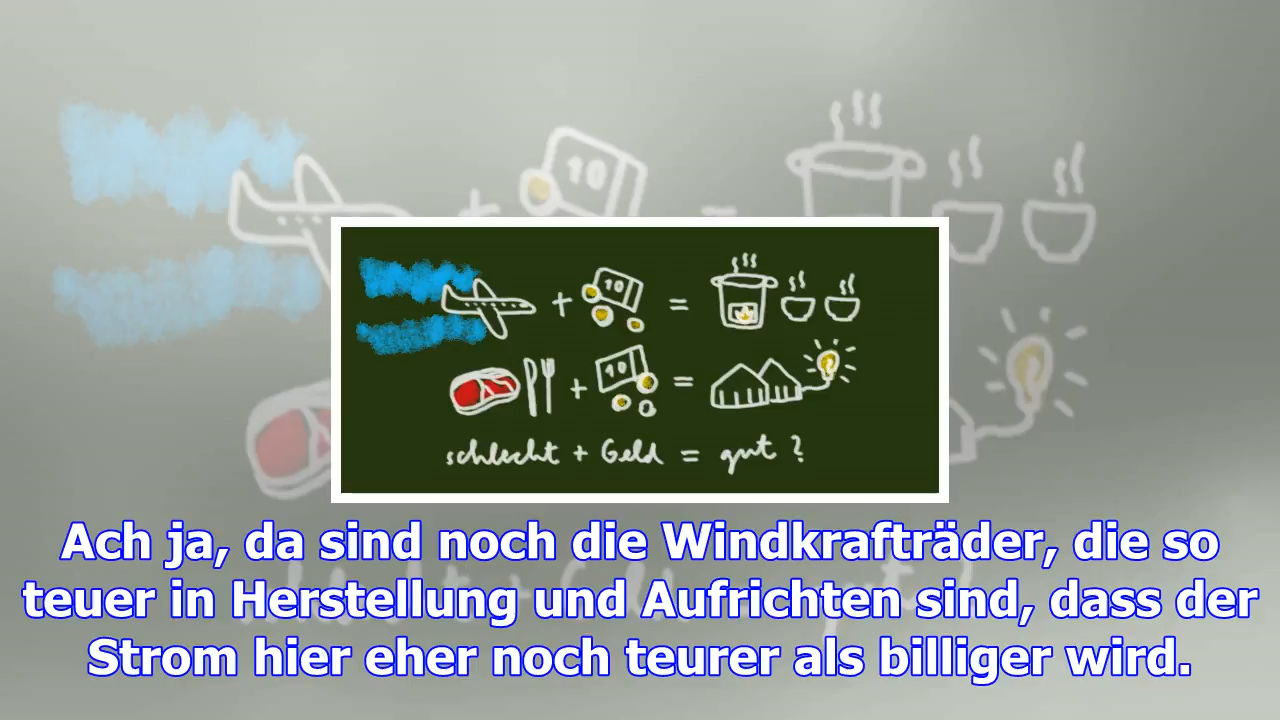 10
+ =
10
+ =
schlecht + Geld = gut ?
Ach ja, da sind noch die Windkrafträder, die so
teuer in Herstellung und Aufrichten sind, dass der
Strom hier eher noch teurer als billiger wird.